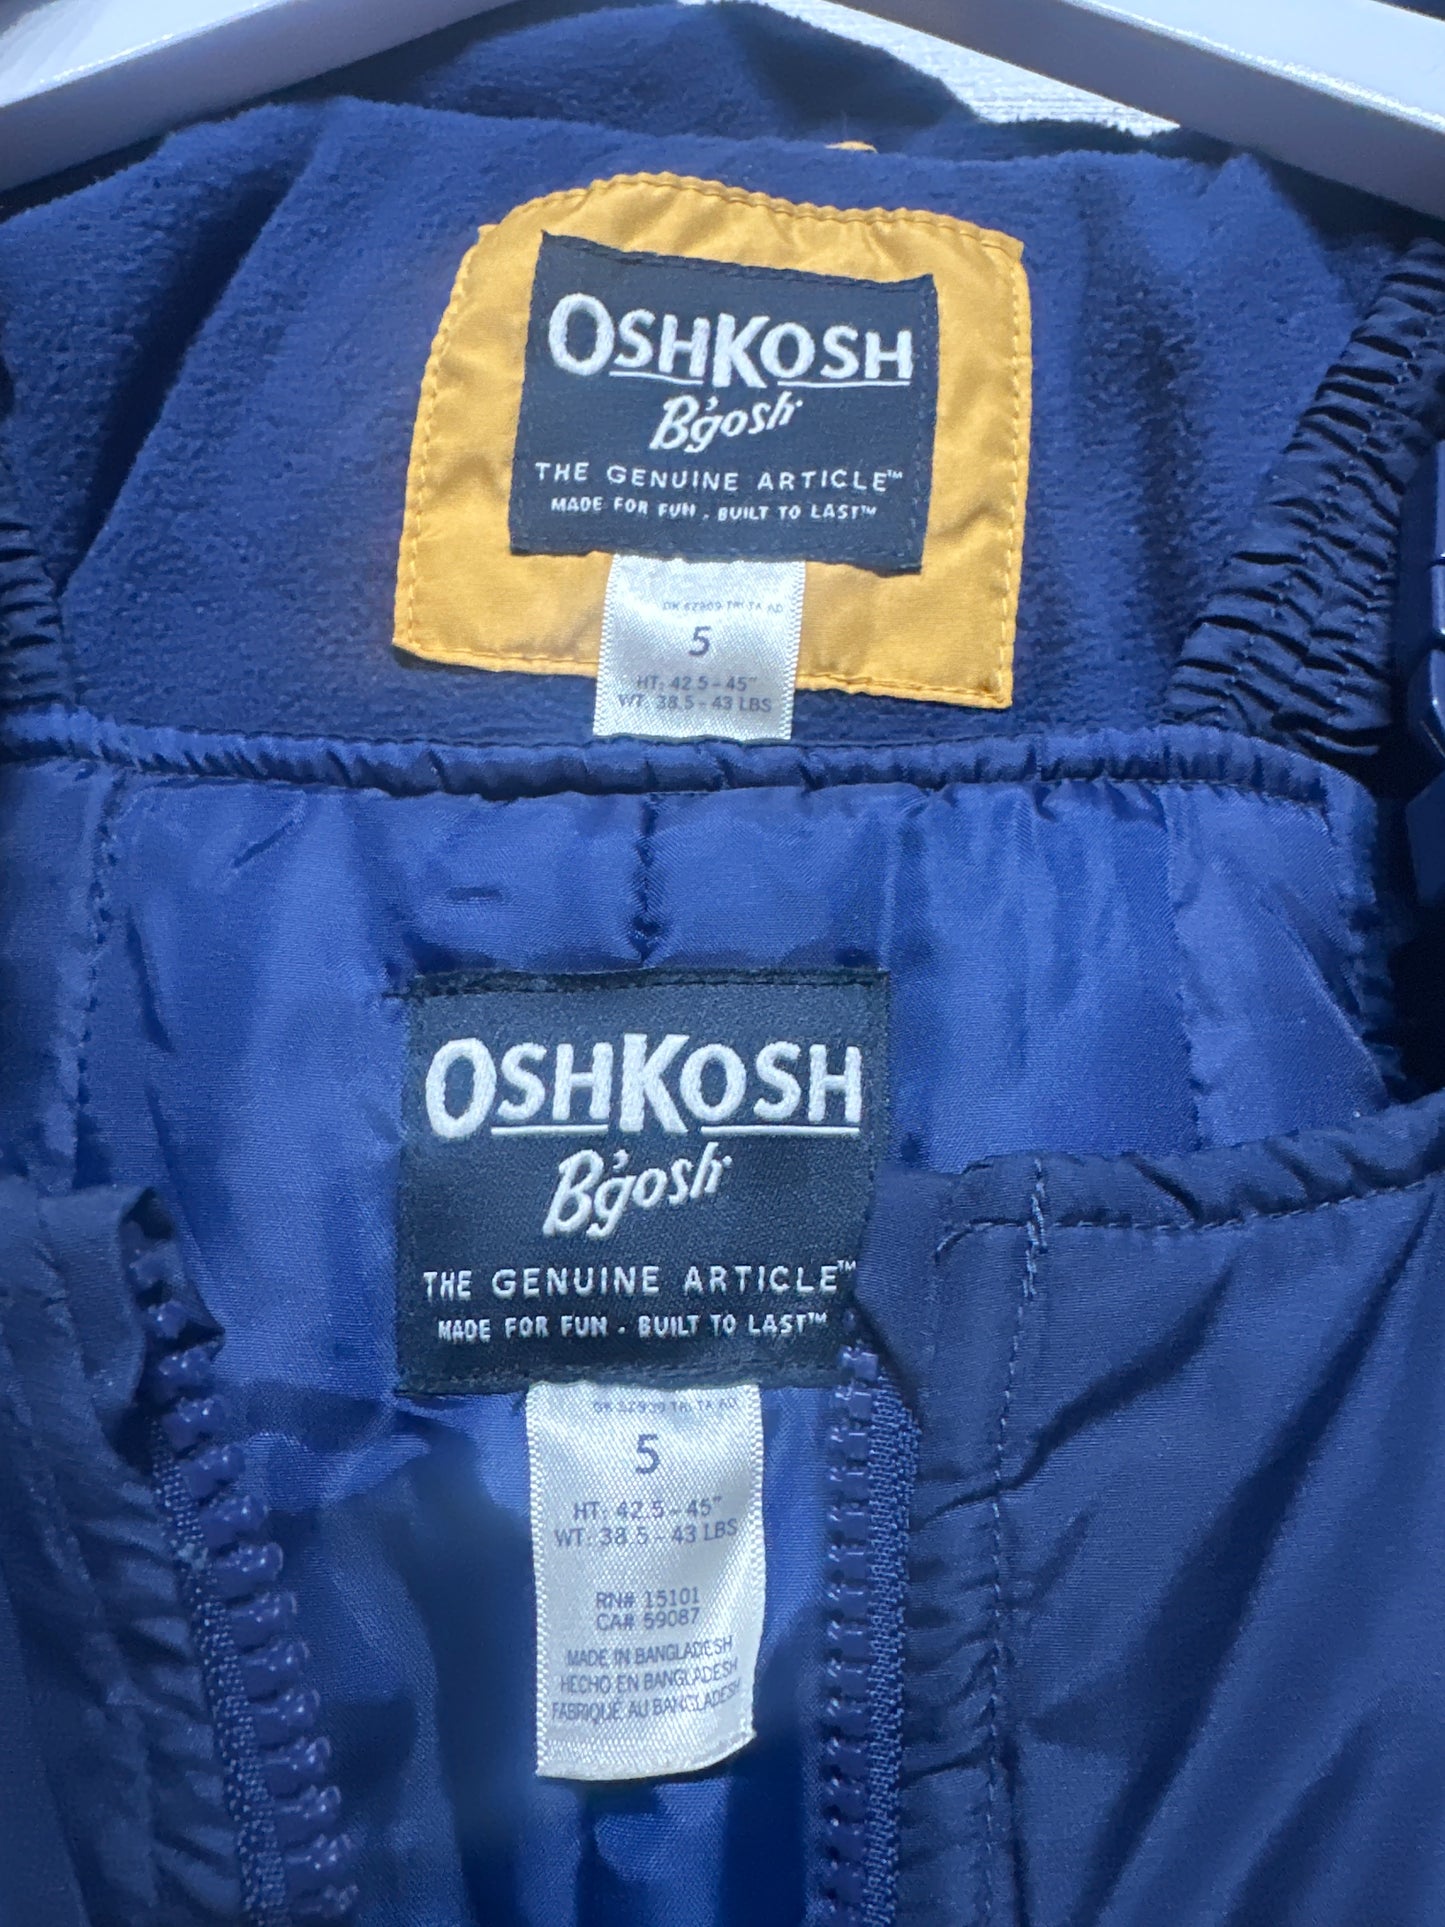 OSHKOSH
B'gosh
THE GENUINE ARTICLE™
MADE FOR FUN . BUILT TO LAST™
5
HT: 42.5 - 45"
WT: 38.5 - 43 LBS
OSHKOSH
B'gosh
THE GENUINE ARTICLE™
MADE FOR FUN . BUILT TO LAST™
5
HT: 42.5 - 45"
WT: 38.5 - 43 LBS
RN# 15101
CA# 59087
MADE IN BANGLADESH
HECHO EN BANGLADESH
FABRIQUÉ AU BANGLADESH